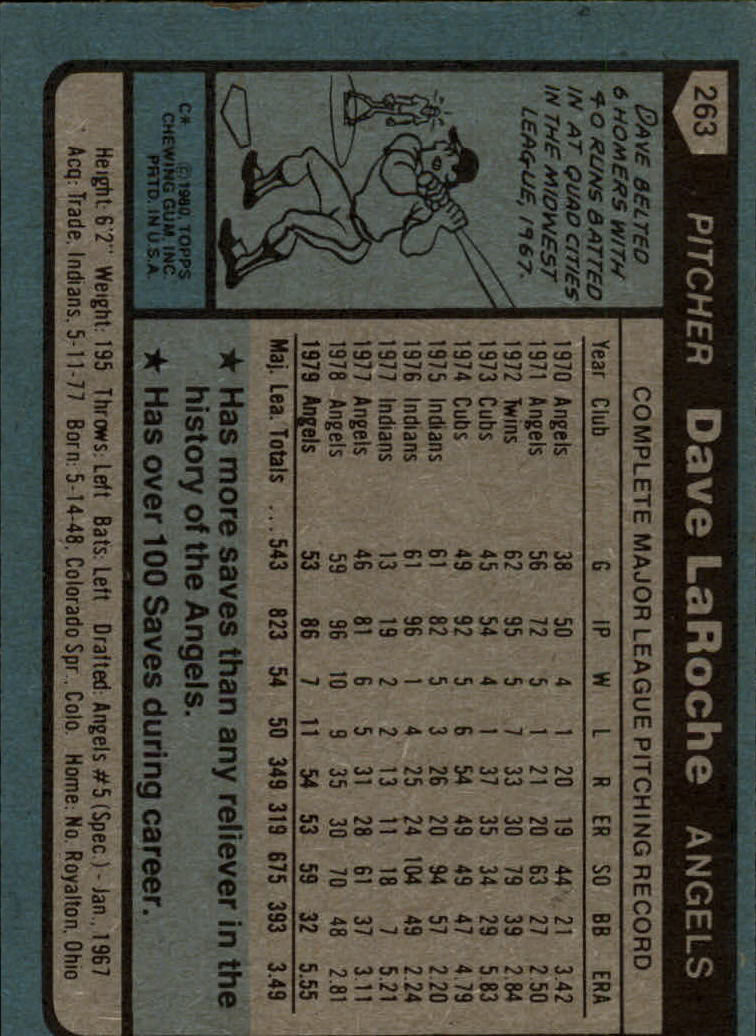 263 PITCHER Dave LaRoche ANGELS
DAVE BELTED
6 HOMERS WITH
40 RUNS BATTED
IN AT QUAD CITIES
IN THE MIDWEST
LEAGUE, 1967.
C* © 1980, TOPPS
CHEWING GUM, INC.
PRTD. IN U.S.A.
COMPLETE MAJOR LEAGUE PITCHING RECORD
Year Club G IP W L R ER SO BB ERA
1970 Angels 38 50 4 1 20 19 44 21 3.42
1971 Angels 56 72 5 1 21 20 63 27 2.50
1972 Twins 62 95 5 7 33 30 79 39 2.84
1973 Cubs 45 54 4 1 37 35 34 29 5.83
1974 Cubs 49 92 5 6 54 49 49 47 4.79
1975 Indians 61 82 5 3 26 20 94 57 2.20
1976 Indians 61 96 1 4 25 24 104 49 2.24
1977 Indians 13 19 2 2 13 11 18 7 5.21
1977 Angels 46 81 6 5 31 28 61 37 3.11
1978 Angels 59 96 10 9 35 30 70 48 2.81
1979 Angels 53 86 7 11 54 53 59 32 5.55
Maj. Lea. Totals ... 543 823 54 50 349 319 675 393 3.49
★ Has more saves than any reliever in the
history of the Angels.
★ Has over 100 Saves during career.
Height: 6'2" Weight: 195 Throws: Left Bats: Left Drafted: Angels #5 (Spec.) - Jan., 1967
Acq: Trade, Indians, 5-11-77 Born: 5-14-48, Colorado Spr., Colo. Home: No. Royalton, Ohio